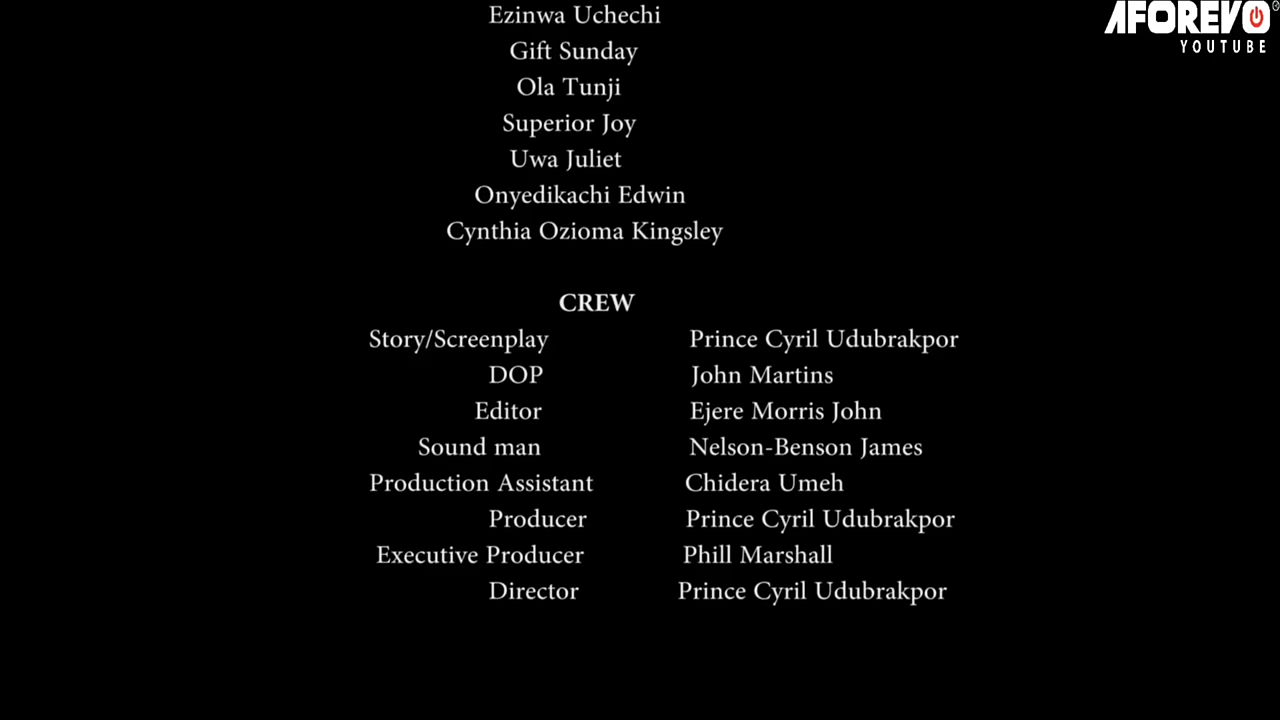 Ezinwa Uchechi
Gift Sunday
Ola Tunji
Superior Joy
Uwa Juliet
Onyedikachi Edwin
Cynthia Ozioma Kingsley
CREW
Story/Screenplay Prince Cyril Udubrakpor
DOP John Martins
Editor Ejere Morris John
Sound man Nelson-Benson James
Production Assistant Chidera Umeh
Producer Prince Cyril Udubrakpor
Executive Producer Phill Marshall
Director Prince Cyril Udubrakpor
AFOREVO
YOUTUBE